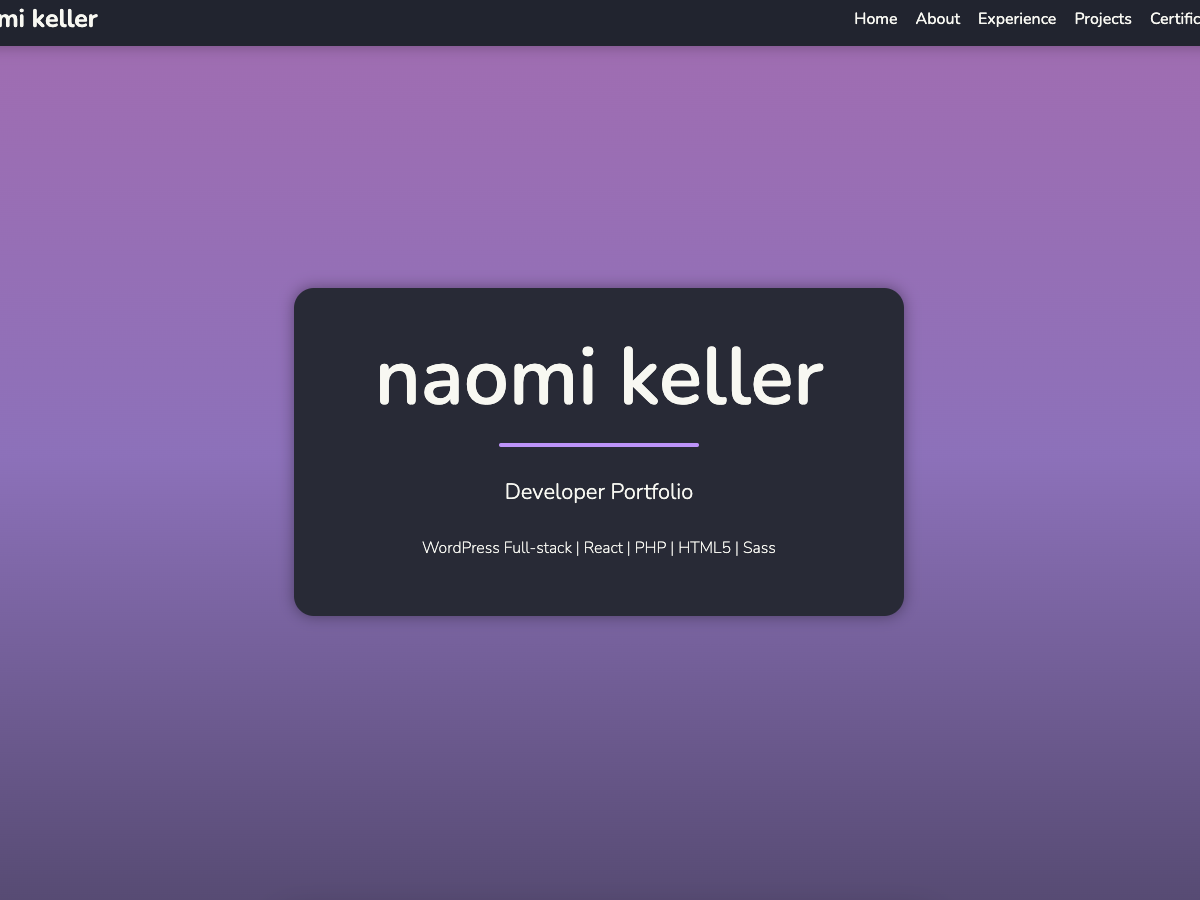 mi keller
Home About Experience Projects Certific
naomi keller
Developer Portfolio
WordPress Full-stack | React | PHP | HTML5 | Sass